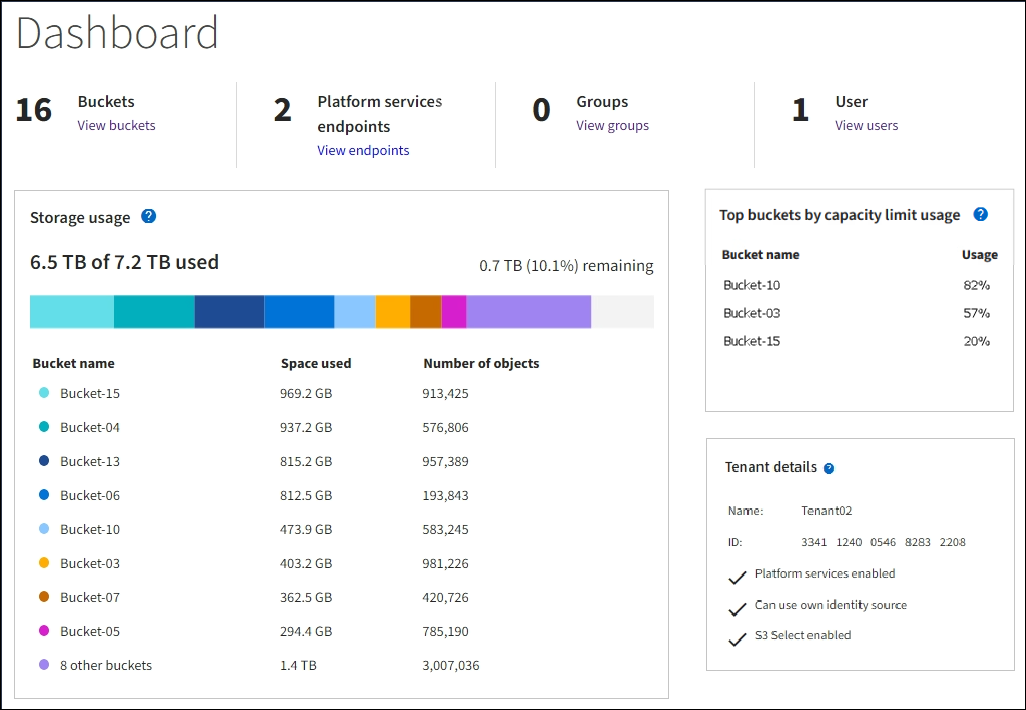 Dashboard
16 Buckets
View buckets
2 Platform services endpoints
View endpoints
0 Groups
View groups
1 User
View users
Storage usage ?
6.5 TB of 7.2 TB used
0.7 TB (10.1%) remaining
Bucket name Space used Number of objects
Bucket-15 969.2 GB 913,425
Bucket-04 937.2 GB 576,806
Bucket-13 815.2 GB 957,389
Bucket-06 812.5 GB 193,843
Bucket-10 473.9 GB 583,245
Bucket-03 403.2 GB 981,226
Bucket-07 362.5 GB 420,726
Bucket-05 294.4 GB 785,190
8 other buckets 1.4 TB 3,007,036
Top buckets by capacity limit usage ?
Bucket name Usage
Bucket-10 82%
Bucket-03 57%
Bucket-15 20%
Tenant details ?
Name: Tenant02
ID: 3341 1240 0546 8283 2208
Platform services enabled
Can use own identity source
S3 Select enabled